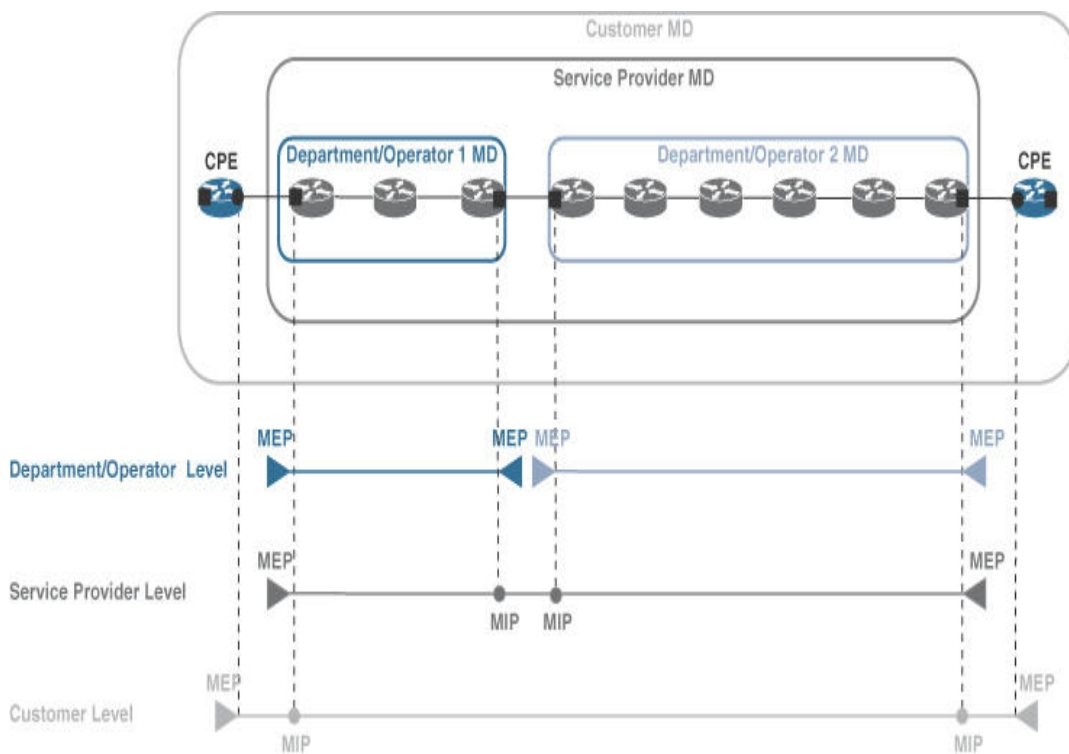 Customer MD
Service Provider MD
Department/Operator 1 MD
Department/Operator 2 MD
CPE
CPE
MEP
MEP
MEP
MEP
Department/Operator Level
MEP
MEP
Service Provider Level
MIP
MIP
MEP
MEP
Customer Level
MIP
MIP